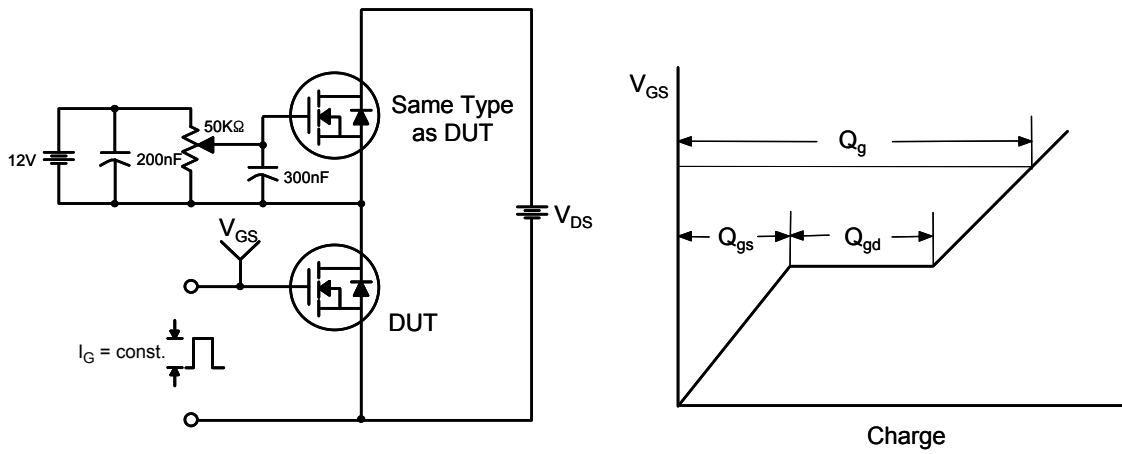 12V
200nF
50KΩ
300nF
Same Type
as DUT
V_GS
DUT
I_G = const.
V_DS
V_GS
Q_g
Q_gs
Q_gd
Charge